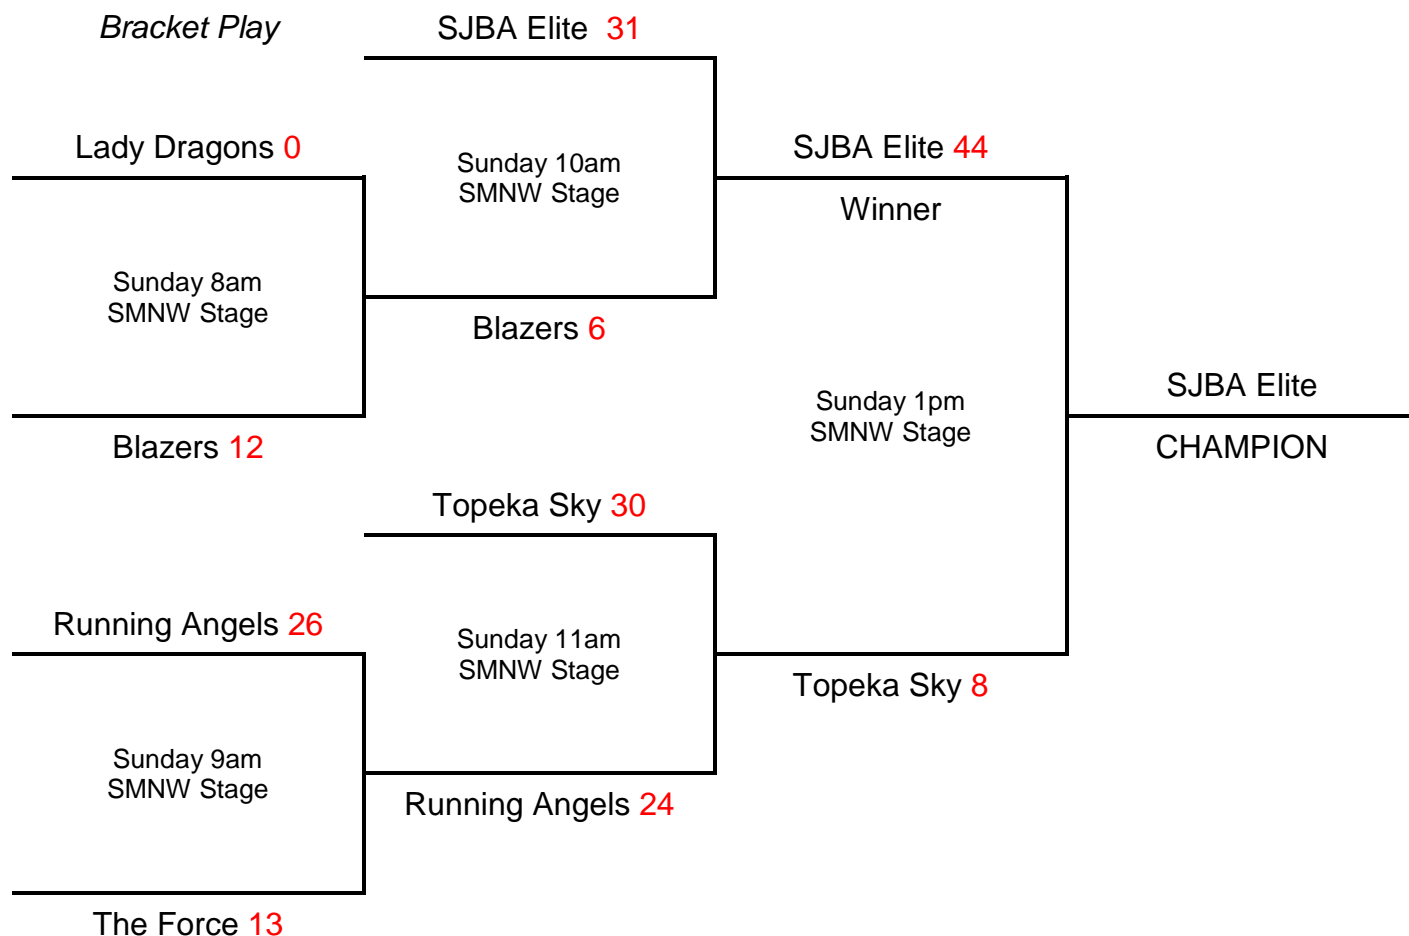 Bracket Play
SJBA Elite 31
Lady Dragons 0
Sunday 10am
SMNW Stage
SJBA Elite 44
Winner
Sunday 8am
SMNW Stage
Blazers 6
Blazers 12
Sunday 1pm
SMNW Stage
SJBA Elite
CHAMPION
Topeka Sky 30
Running Angels 26
Sunday 11am
SMNW Stage
Topeka Sky 8
Sunday 9am
SMNW Stage
Running Angels 24
The Force 13